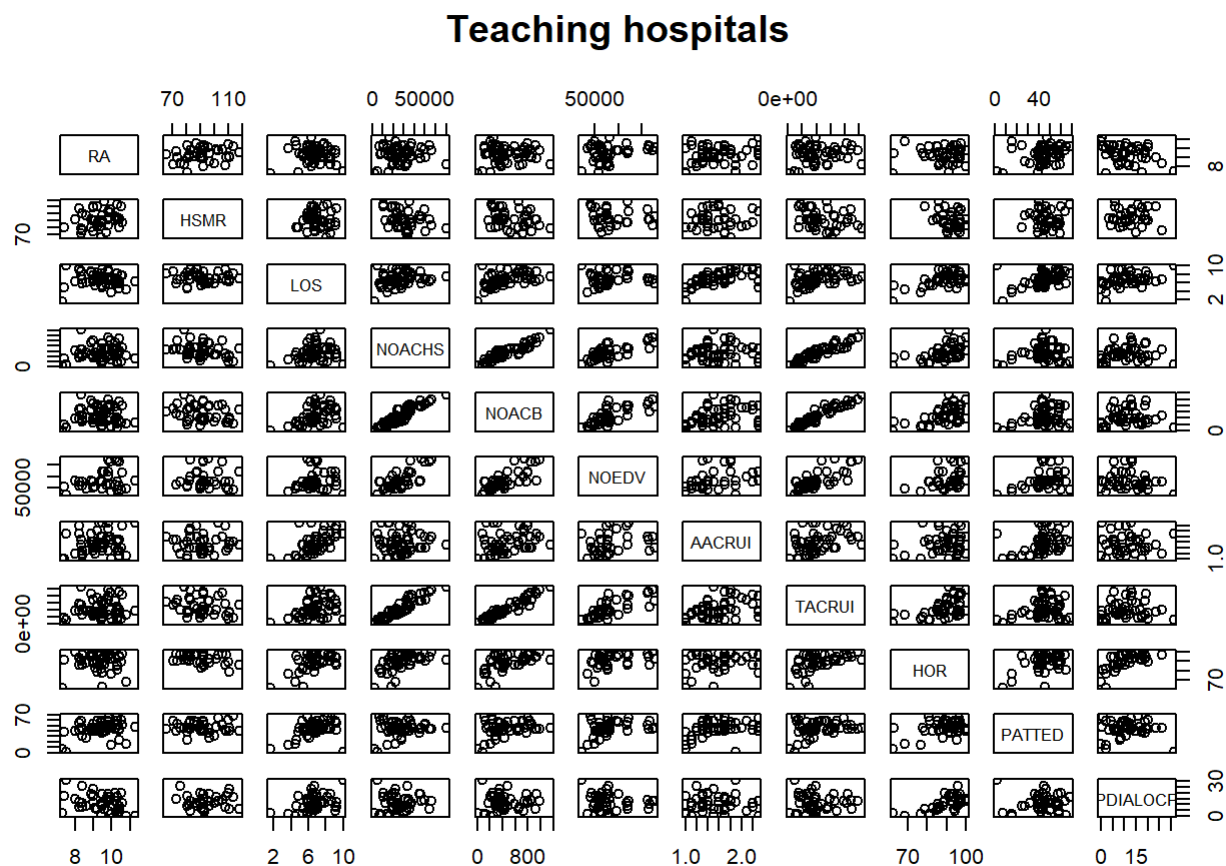 Teaching hospitals
70 110 0 50000 50000 0e+00 0 40
RA 8
70 HSMR
LOS 2 10
0 NOACHS
NOACB 0
50000 NOEDV
AACRUI 1.0
0e+00 TACRUI
HOR 70
0 70 PATTED
PDIALOCF 0 30
8 10 2 6 10 0 800 1.0 2.0 70 100 0 15